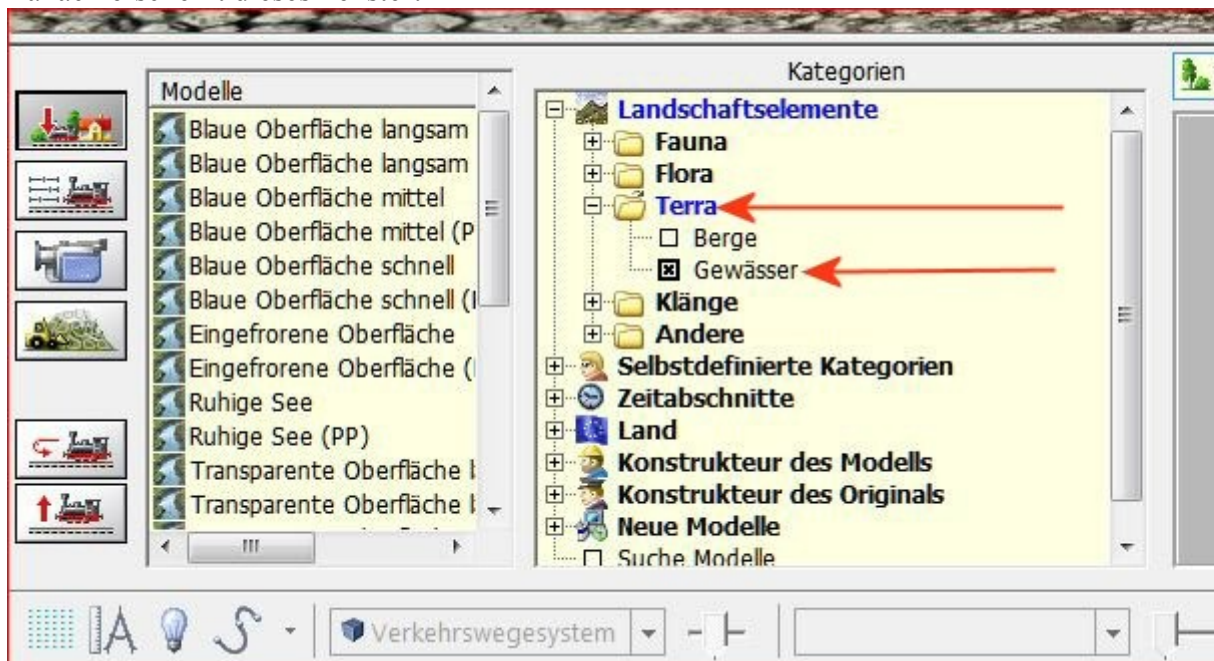 Kategorien
Modelle
Blaue Oberfläche langsam
Blaue Oberfläche langsam
Blaue Oberfläche mittel
Blaue Oberfläche mittel (P
Blaue Oberfläche schnell
Blaue Oberfläche schnell (
Eingefrorene Oberfläche
Eingefrorene Oberfläche (
Ruhige See
Ruhige See (PP)
Transparente Oberfläche
Transparente Oberfläche
Landschaftselemente
Fauna
Flora
Terra
Berge
Gewässer
Klänge
Andere
Selbstdefinierte Kategorien
Zeitabschnitte
Land
Konstrukteur des Modells
Konstrukteur des Originals
Neue Modelle
Suche Modelle
Verkehrswegesystem